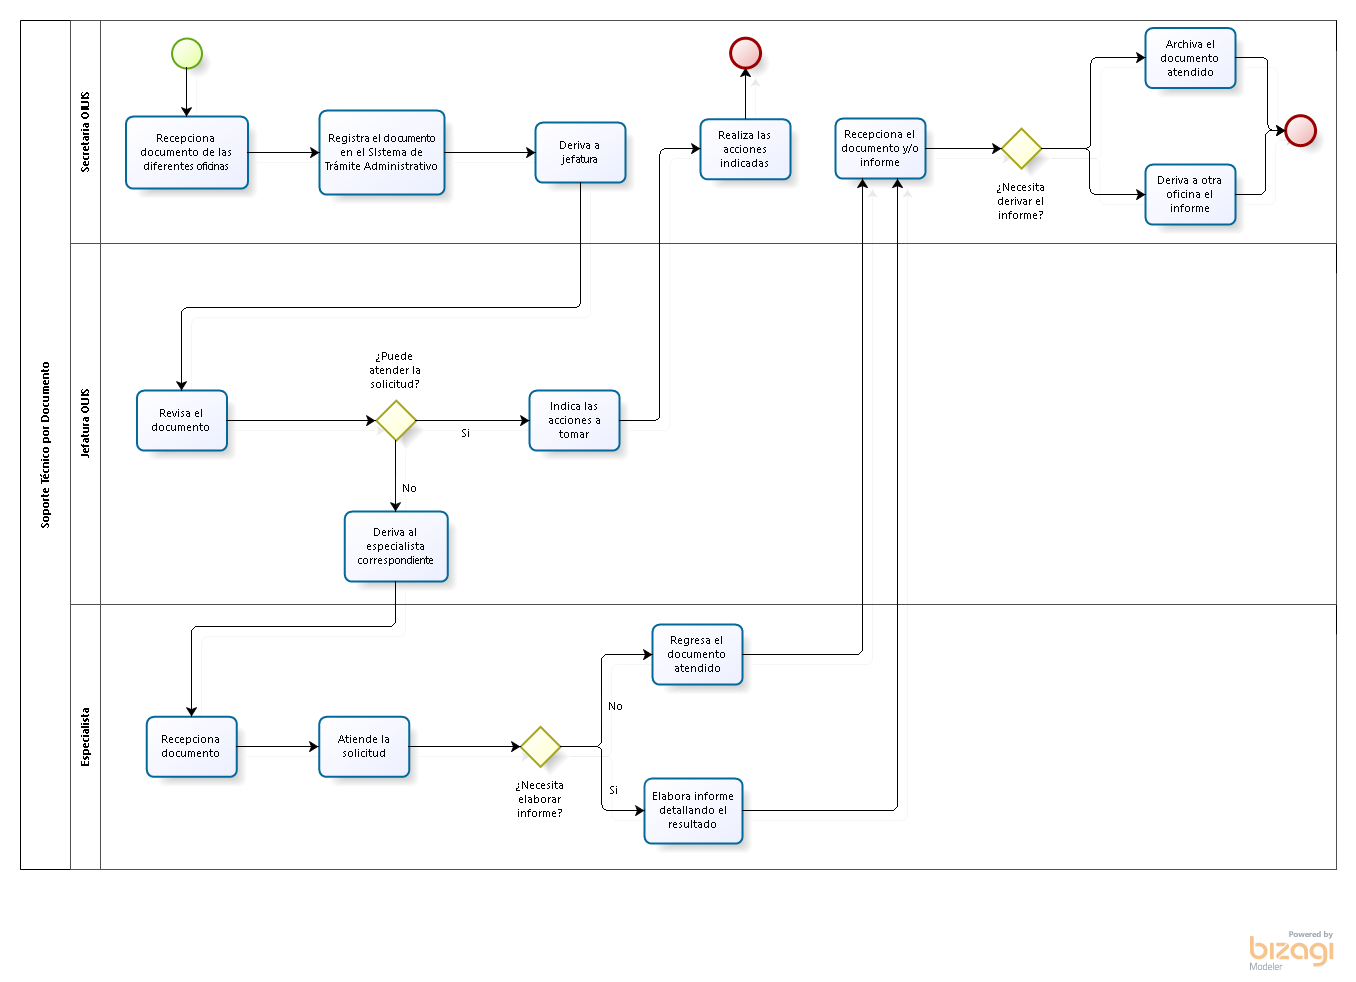 Soporte Técnico por Documento
Secretaria OIUIS
Recepciona
documento de las
diferentes oficinas
Registra el documento
en el SIstema de
Trámite Administrativo
Deriva a
jefatura
Realiza las
acciones
indicadas
Recepciona el
documento y/o
informe
¿Necesita
derivar el
informe?
Archiva el
documento
atendido
Deriva a otra
oficina el
informe
Jefatura OUIS
Revisa el
documento
¿Puede
atender la
solicitud?
Si
No
Indica las
acciones a
tomar
Deriva al
especialista
correspondiente
Especialista
Recepciona
documento
Atiende la
solicitud
¿Necesita
elaborar
informe?
No
Si
Regresa el
documento
atendido
Elabora informe
detallando el
resultado
Powered by
bizagi
Modeler